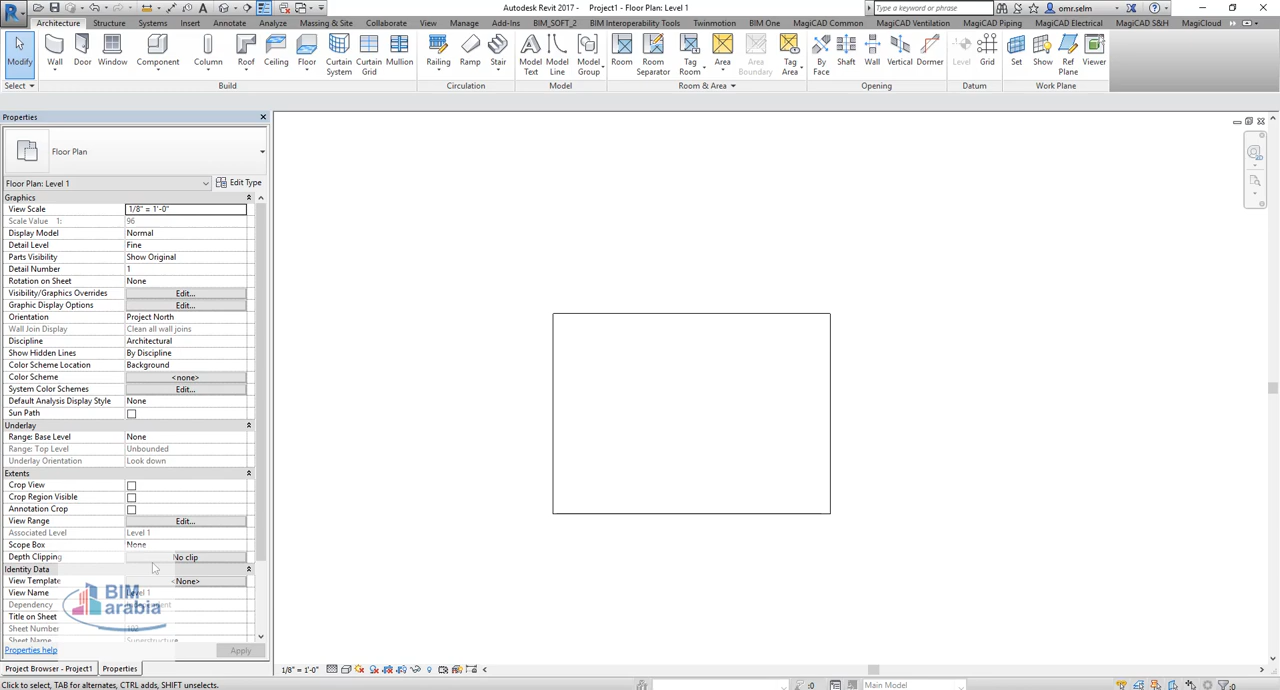 Autodesk Revit 2017 - Project1 - Floor Plan: Level 1
Type a keyword or phrase
omr.selm
Architecture Structure Systems Insert Annotate Analyze Massing & Site Collaborate View Manage Add-Ins BIM_SOFT_2 BIM Interoperability Tools Twinmotion BIM One MagiCAD Common MagiCAD Ventilation MagiCAD Piping MagiCAD Electrical MagiCAD S&H MagiCloud
Modify Wall Door Window Component Column Roof Ceiling Floor Curtain System Curtain Grid Mullion Railing Ramp Stair Model Text Model Line Model Group Room Room Separator Tag Room Area Area Boundary Tag Area By Face Shaft Wall Vertical Dormer Level Grid Set Show Ref Plane Viewer
Select Build Circulation Model Room & Area Opening Datum Work Plane
Properties
Floor Plan
Floor Plan: Level 1 Edit Type
Graphics
View Scale 1/8" = 1'-0"
Scale Value 1: 96
Display Model Normal
Detail Level Fine
Parts Visibility Show Original
Detail Number 1
Rotation on Sheet None
Visibility/Graphics Overrides Edit...
Graphic Display Options Edit...
Orientation Project North
Wall Join Display Clean all wall joins
Discipline Architectural
Show Hidden Lines By Discipline
Color Scheme Location Background
Color Scheme <none>
System Color Schemes Edit...
Default Analysis Display Style None
Sun Path
Underlay
Range: Base Level None
Range: Top Level Unbounded
Underlay Orientation Look down
Extents
Crop View
Crop Region Visible
Annotation Crop
View Range Edit...
Associated Level Level 1
Scope Box None
Depth Clipping No clip
Identity Data
View Template <None>
View Name Level 1
Dependency Independent
Title on Sheet
Sheet Number 102
Sheet Name Superstructure
BIM
arabia
Properties help Apply
Project Browser - Project1 Properties
1/8" = 1'-0"
Click to select, TAB for alternates, CTRL adds, SHIFT unselects.
:0 Main Model :0